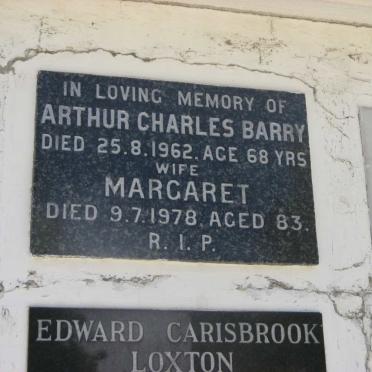 IN LOVING MEMORY OF
ARTHUR CHARLES BARRY
DIED 25.8.1962. AGE 68 YRS
WIFE
MARGARET
DIED 9.7.1978. AGED 83.
R. I. P.
EDWARD CARISBROOK
LOXTON